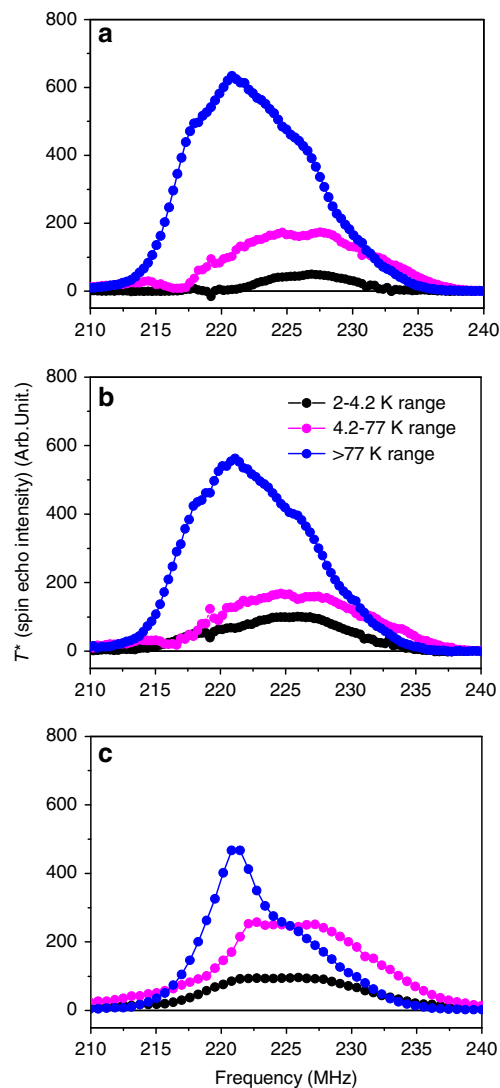 800
a
600
400
200
0
210 215 220 225 230 235 240
800
b
2-4.2 K range
4.2-77 K range
>77 K range
600
400
200
0
T* (spin echo intensity) (Arb.Unit.)
210 215 220 225 230 235 240
800
c
600
400
200
0
210 215 220 225 230 235 240
Frequency (MHz)